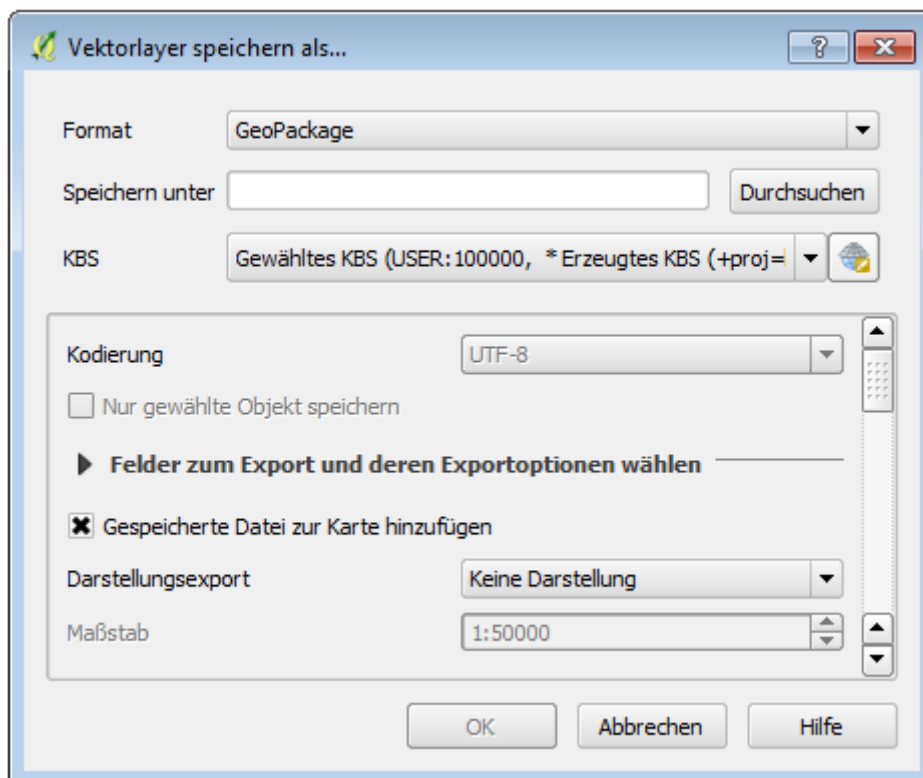 Vektorlayer speichern als...
Format GeoPackage
Speichern unter Durchsuchen
KBS Gewähltes KBS (USER:100000, * Erzeugtes KBS (+proj=
Kodierung UTF-8
Nur gewählte Objekt speichern
Felder zum Export und deren Exportoptionen wählen
Gespeicherte Datei zur Karte hinzufügen
Darstellungsexport Keine Darstellung
Maßstab 1:50000
OK Abbrechen Hilfe